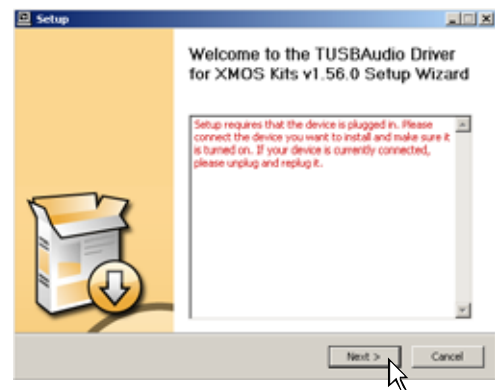 Setup
Welcome to the TUSBAudio Driver
for XMOS Kits v1.56.0 Setup Wizard
Setup requires that the device is plugged in. Please
connect the device you want to install and make sure it
is turned on. If your device is currently connected,
please unplug and replug it.
Next >
Cancel